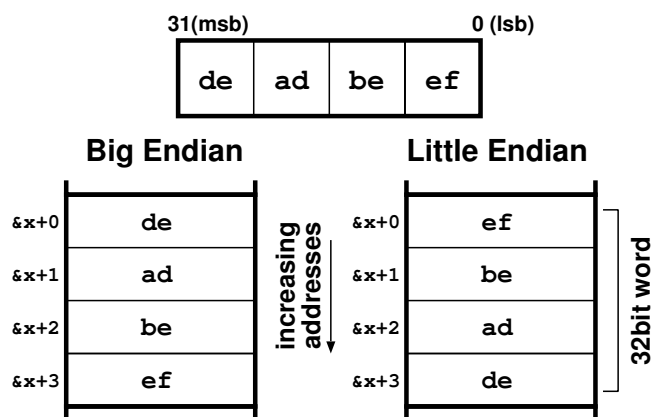 31(msb) 0 (lsb)
de ad be ef
Big Endian
&x+0 de
&x+1 ad
&x+2 be
&x+3 ef
increasing
addresses
Little Endian
&x+0 ef
&x+1 be
&x+2 ad
&x+3 de
32bit word